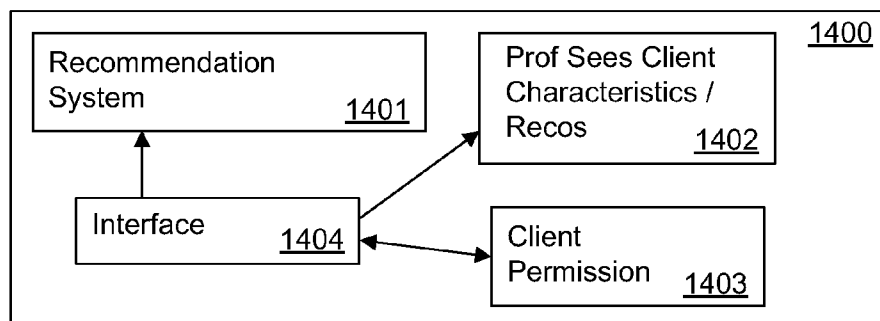 1400
Recommendation
System
1401
Prof Sees Client
Characteristics /
Recos
1402
Interface
1404
Client
Permission
1403